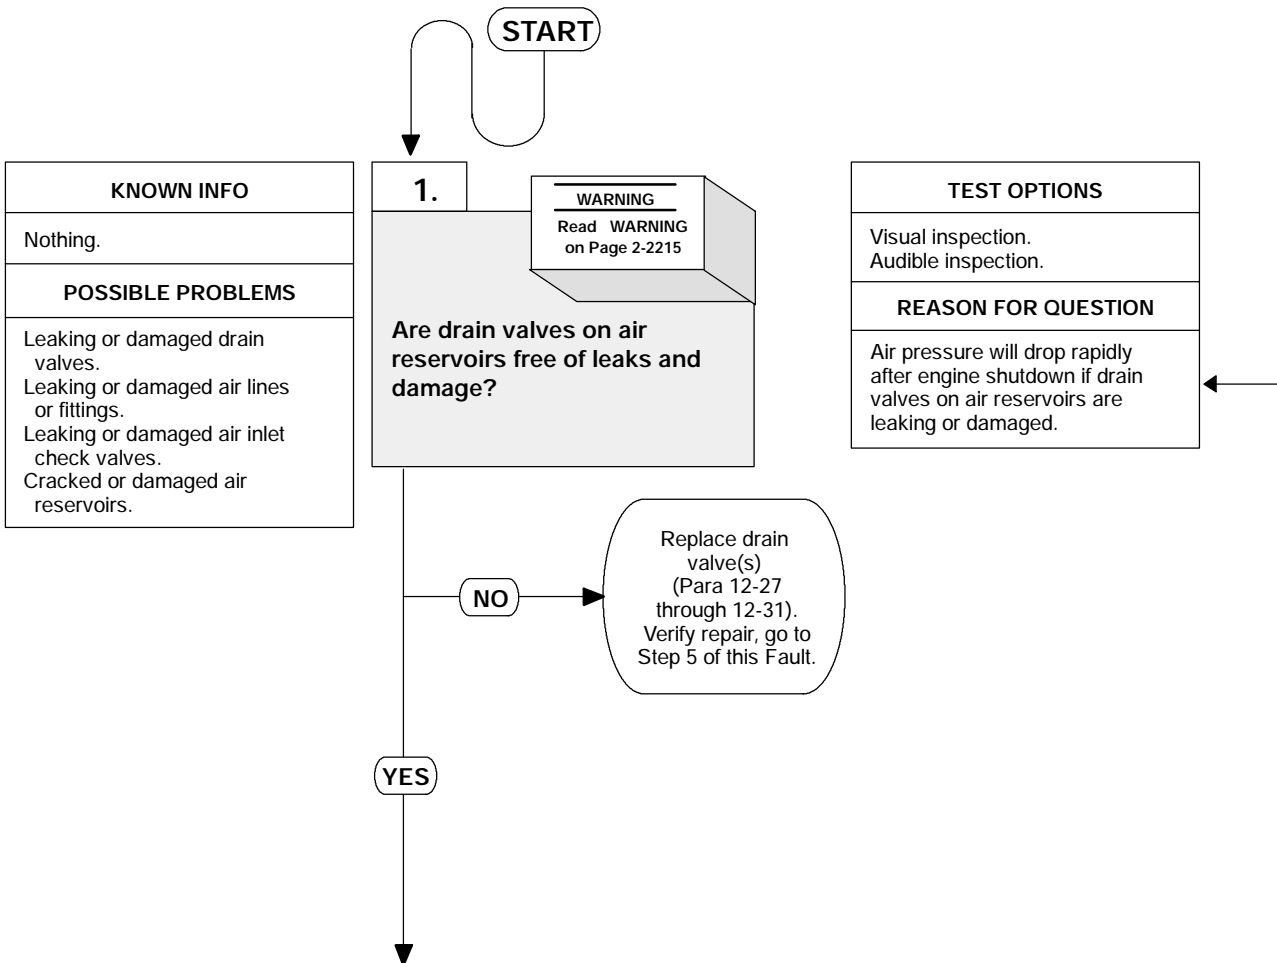 START
KNOWN INFO
Nothing.
POSSIBLE PROBLEMS
Leaking or damaged drain
valves.
Leaking or damaged air lines
or fittings.
Leaking or damaged air inlet
check valves.
Cracked or damaged air
reservoirs.
1.
WARNING
Read WARNING
on Page 2-2215
Are drain valves on air
reservoirs free of leaks and
damage?
TEST OPTIONS
Visual inspection.
Audible inspection.
REASON FOR QUESTION
Air pressure will drop rapidly
after engine shutdown if drain
valves on air reservoirs are
leaking or damaged.
NO
Replace drain
valve(s)
(Para 12-27
through 12-31).
Verify repair, go to
Step 5 of this Fault.
YES